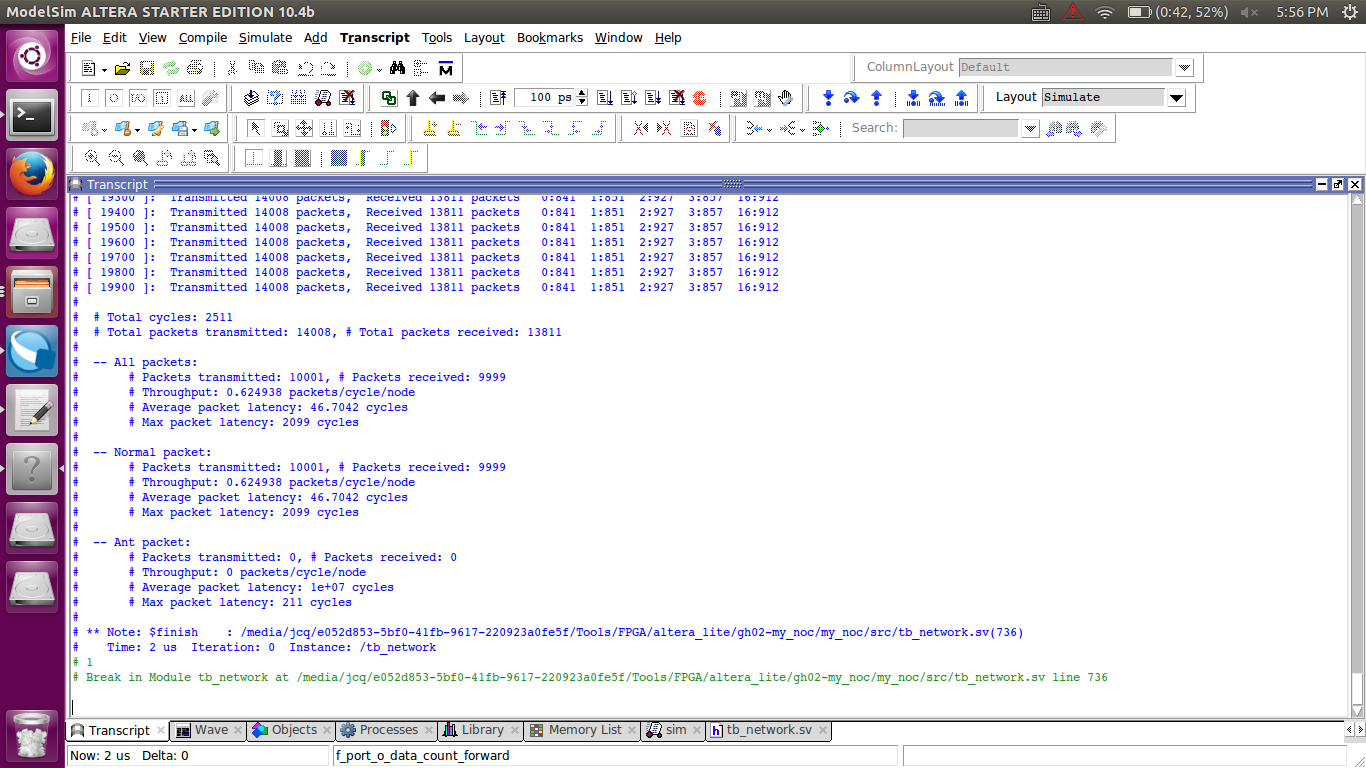 ModelSim ALTERA STARTER EDITION 10.4b
(0:42, 52%)
5:56 PM
File Edit View Compile Simulate Add Transcript Tools Layout Bookmarks Window Help
ColumnLayout Default
100 ps
Layout Simulate
Search:
Transcript
# [ 19300 ]:  Transmitted 14008 packets,  Received 13811 packets   0:841  1:851  2:927  3:857  16:912
# [ 19400 ]:  Transmitted 14008 packets,  Received 13811 packets   0:841  1:851  2:927  3:857  16:912
# [ 19500 ]:  Transmitted 14008 packets,  Received 13811 packets   0:841  1:851  2:927  3:857  16:912
# [ 19600 ]:  Transmitted 14008 packets,  Received 13811 packets   0:841  1:851  2:927  3:857  16:912
# [ 19700 ]:  Transmitted 14008 packets,  Received 13811 packets   0:841  1:851  2:927  3:857  16:912
# [ 19800 ]:  Transmitted 14008 packets,  Received 13811 packets   0:841  1:851  2:927  3:857  16:912
# [ 19900 ]:  Transmitted 14008 packets,  Received 13811 packets   0:841  1:851  2:927  3:857  16:912
#
#  # Total cycles: 2511
#  # Total packets transmitted: 14008, # Total packets received: 13811
#
#  -- All packets:
#       # Packets transmitted: 10001, # Packets received: 9999
#       # Throughput: 0.624938 packets/cycle/node
#       # Average packet latency: 46.7042 cycles
#       # Max packet latency: 2099 cycles
#
#  -- Normal packet:
#       # Packets transmitted: 10001, # Packets received: 9999
#       # Throughput: 0.624938 packets/cycle/node
#       # Average packet latency: 46.7042 cycles
#       # Max packet latency: 2099 cycles
#
#  -- Ant packet:
#       # Packets transmitted: 0, # Packets received: 0
#       # Throughput: 0 packets/cycle/node
#       # Average packet latency: 1e+07 cycles
#       # Max packet latency: 211 cycles
#
# ** Note: $finish    : /media/jcq/e052d853-5bf0-41fb-9617-220923a0fe5f/Tools/FPGA/altera_lite/gh02-my_noc/my_noc/src/tb_network.sv(736)
#    Time: 2 us  Iteration: 0  Instance: /tb_network
# 1
# Break in Module tb_network at /media/jcq/e052d853-5bf0-41fb-9617-220923a0fe5f/Tools/FPGA/altera_lite/gh02-my_noc/my_noc/src/tb_network.sv line 736
Transcript Wave Objects Processes Library Memory List sim tb_network.sv
Now: 2 us  Delta: 0
f_port_o_data_count_forward